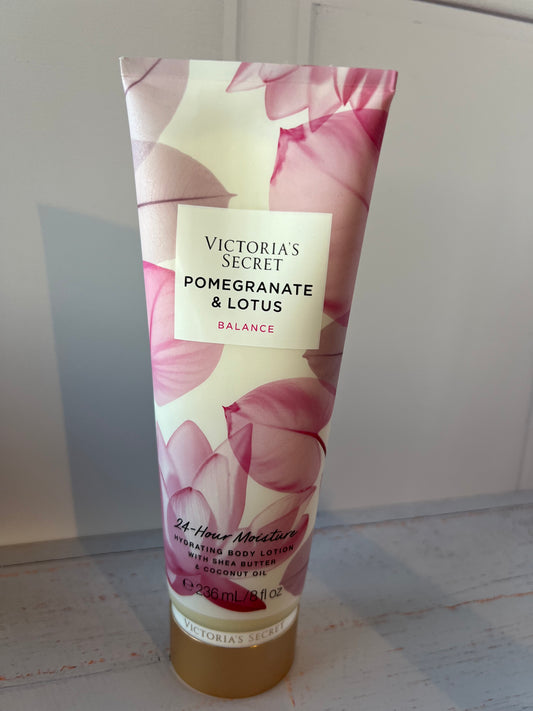 VICTORIA'S
SECRET
POMEGRANATE
& LOTUS
BALANCE
24-Hour Moisture
HYDRATING BODY LOTION
WITH SHEA BUTTER
& COCONUT OIL
℮236 mL/8 fl oz
VICTORIA'S SECRET